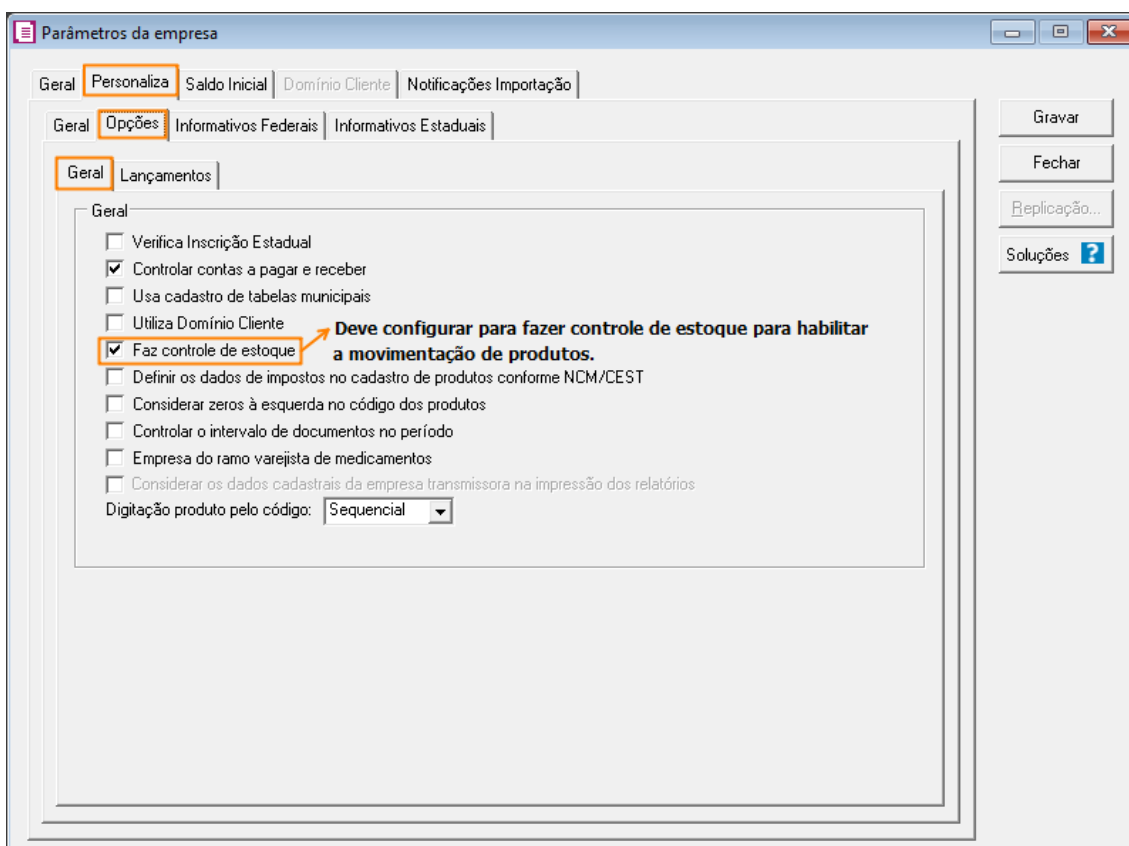 Parâmetros da empresa
Geral Personaliza Saldo Inicial Domínio Cliente Notificações Importação
Geral Opções Informativos Federais Informativos Estaduais
Gravar
Geral Lançamentos
Fechar
Geral
Replicação...
Verifica Inscrição Estadual
Controlar contas a pagar e receber
Soluções ?
Usa cadastro de tabelas municipais
Utiliza Domínio Cliente
Deve configurar para fazer controle de estoque para habilitar
Faz controle de estoque
a movimentação de produtos.
Definir os dados de impostos no cadastro de produtos conforme NCM/CEST
Considerar zeros à esquerda no código dos produtos
Controlar o intervalo de documentos no período
Empresa do ramo varejista de medicamentos
Considerar os dados cadastrais da empresa transmissora na impressão dos relatórios
Digitação produto pelo código: Sequencial